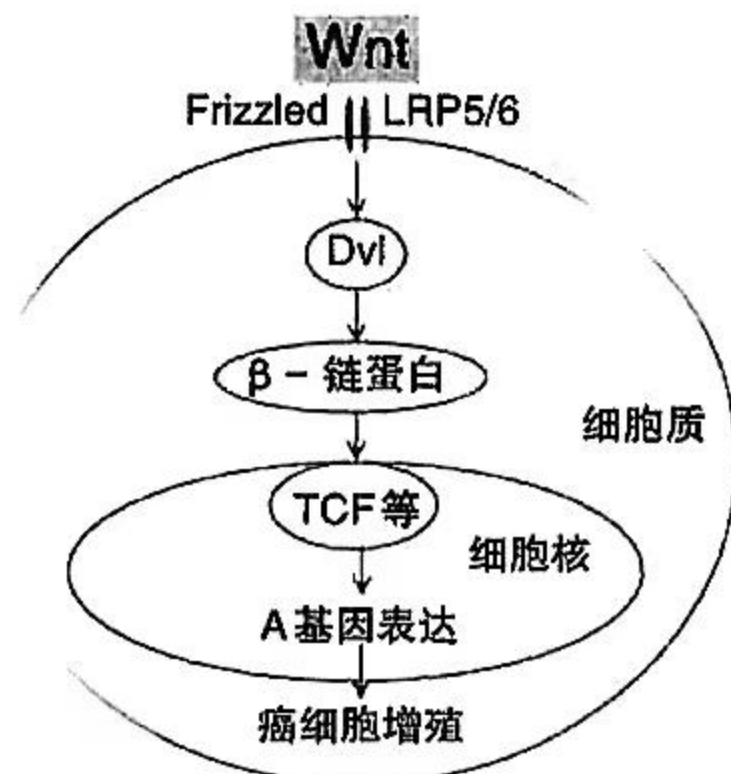 Wnt
Frizzled LRP5/6
Dvl
β-链蛋白
细胞质
TCF等
细胞核
A基因表达
癌细胞增殖